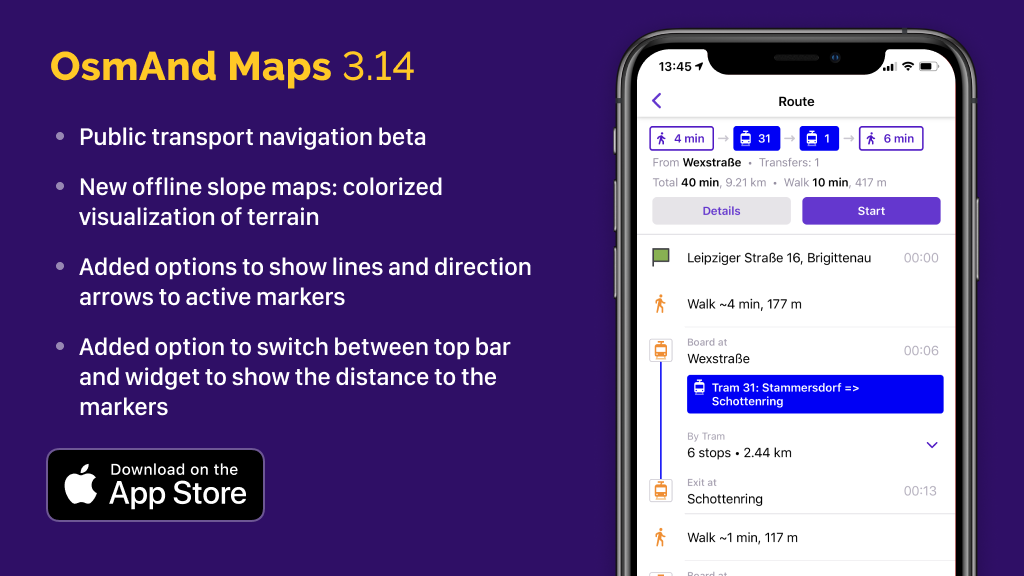 OsmAnd Maps 3.14
• Public transport navigation beta
• New offline slope maps: colorized
visualization of terrain
• Added options to show lines and direction
arrows to active markers
• Added option to switch between top bar
and widget to show the distance to the
markers
Download on the
App Store
13:45
Route
4 min
31
1
6 min
From Wexstraße • Transfers: 1
Total 40 min, 9.21 km • Walk 10 min, 417 m
Details
Start
Leipziger Straße 16, Brigittenau 00:00
Walk ~4 min, 177 m
Board at
Wexstraße 00:06
Tram 31: Stammersdorf =>
Schottenring
By Tram
6 stops • 2.44 km
Exit at
Schottenring 00:13
Walk ~1 min, 117 m
Board at